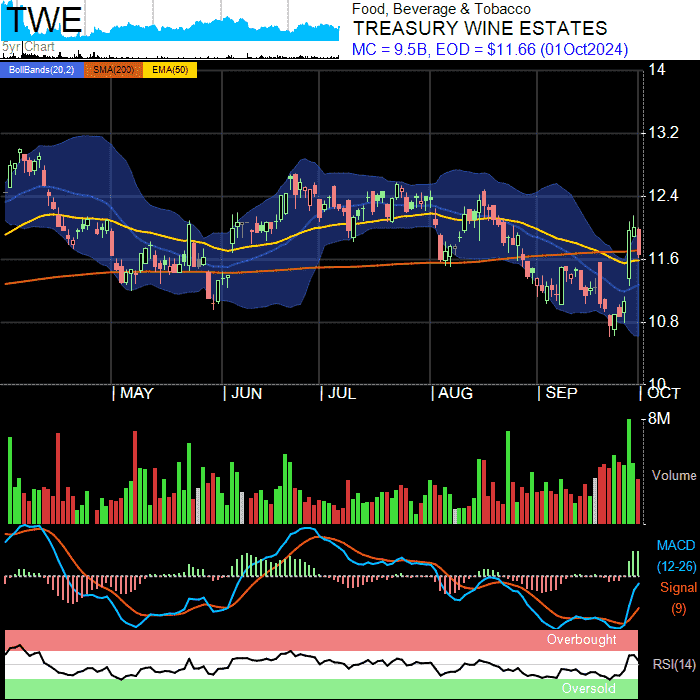 TWE
5yr Chart
Food, Beverage & Tobacco
TREASURY WINE ESTATES
MC = 9.5B, EOD = $11.66 (01Oct2024)
BollBands(20,2) SMA(200) EMA(50)
14
13.2
12.4
11.6
10.8
10
MAY JUN JUL AUG SEP OCT
8M
Volume
MACD
(12-26)
Signal
(9)
Overbought
RSI(14)
Oversold